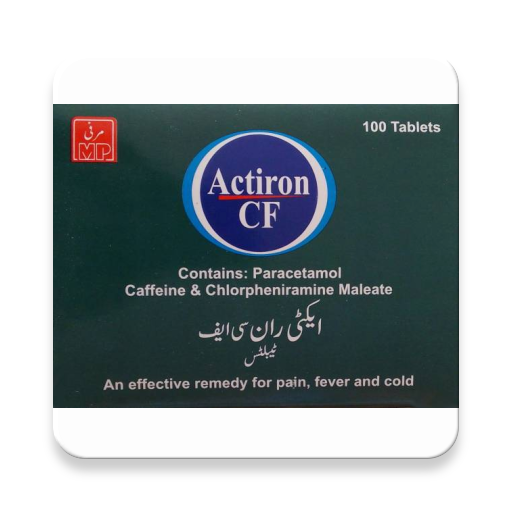 مرفی
MP
100 Tablets
Actiron
CF
Contains: Paracetamol
Caffeine & Chlorpheniramine Maleate
ایکٹی ران سی ایف
ٹیبلٹس
An effective remedy for pain, fever and cold